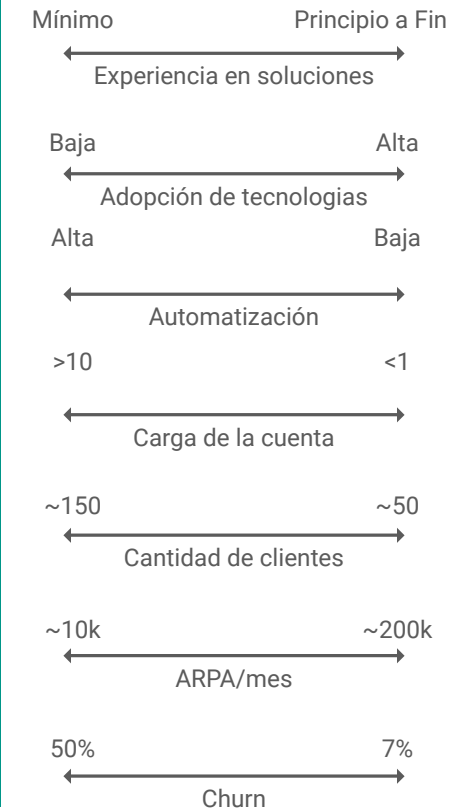 Mínimo Principio a Fin
Experiencia en soluciones
Baja Alta
Adopción de tecnologias
Alta Baja
Automatización
>10 <1
Carga de la cuenta
~150 ~50
Cantidad de clientes
~10k ~200k
ARPA/mes
50% 7%
Churn